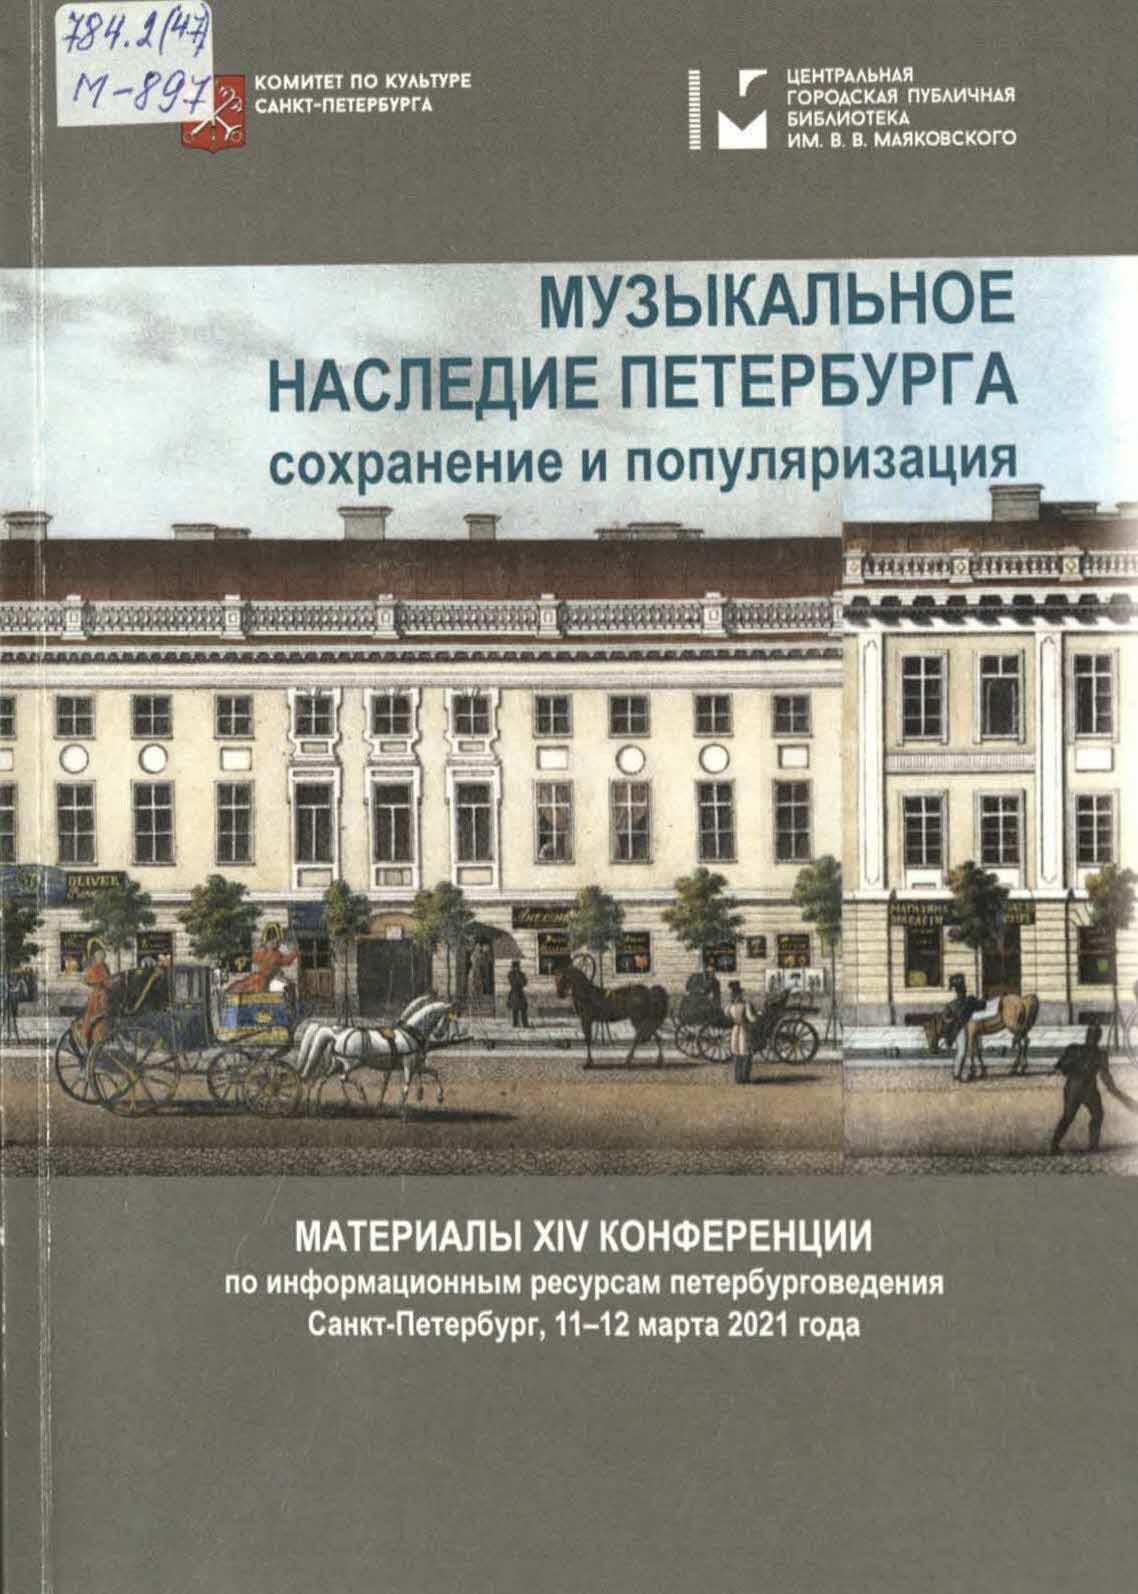 784.2(47)
М-897
КОМИТЕТ ПО КУЛЬТУРЕ
САНКТ-ПЕТЕРБУРГА
ЦЕНТРАЛЬНАЯ
ГОРОДСКАЯ ПУБЛИЧНАЯ
БИБЛИОТЕКА
ИМ. В. В. МАЯКОВСКОГО
МУЗЫКАЛЬНОЕ
НАСЛЕДИЕ ПЕТЕРБУРГА
сохранение и популяризация
OLIVER
МАТЕРИАЛЫ XIV КОНФЕРЕНЦИИ
по информационным ресурсам петербурговедения
Санкт-Петербург, 11–12 марта 2021 года